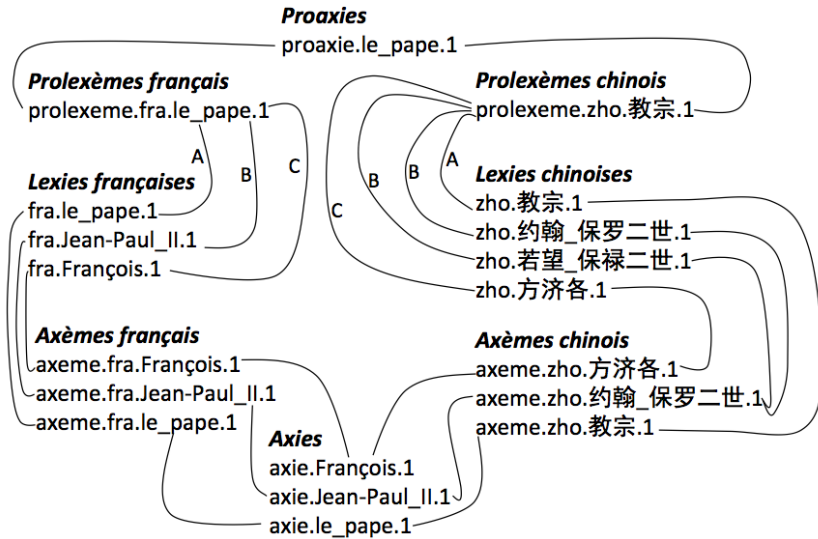 Proaxies
proaxie.le_pape.1
Prolexèmes français
prolexeme.fra.le_pape.1
Prolexèmes chinois
prolexeme.zho.教宗.1
A
B
C
C
B
B
A
Lexies françaises
fra.le_pape.1
fra.Jean-Paul_II.1
fra.François.1
Lexies chinoises
zho.教宗.1
zho.约翰_保罗二世.1
zho.若望_保禄二世.1
zho.方济各.1
Axèmes français
axeme.fra.François.1
axeme.fra.Jean-Paul_II.1
axeme.fra.le_pape.1
Axèmes chinois
axeme.zho.方济各.1
axeme.zho.约翰_保罗二世.1
axeme.zho.教宗.1
Axies
axie.François.1
axie.Jean-Paul_II.1
axie.le_pape.1